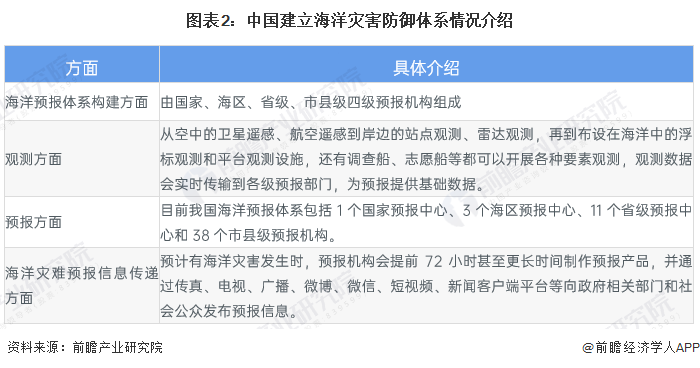 图表2：中国建立海洋灾害防御体系情况介绍
方面 具体介绍
海洋预报体系构建方面 由国家、海区、省级、市县级四级预报机构组成
从空中的卫星遥感、航空遥感到岸边的站点观测、雷达观测，再到布设在海洋中的浮
观测方面 标观测和平台观测设施，还有调查船、志愿船等都可以开展各种要素观测，观测数据
会实时传输到各级预报部门，为预报提供基础数据。
预报方面 目前我国海洋预报体系包括 1 个国家预报中心、3 个海区预报中心、11 个省级预报中
心和 38 个市县级预报机构。
海洋灾难预报信息传递 预计有海洋灾害发生时，预报机构会提前 72 小时甚至更长时间制作预报产品，并通
方面 过传真、电视、广播、微博、微信、短视频、新闻客户端平台等向政府相关部门和社
会公众发布预报信息。
资料来源：前瞻产业研究院 @前瞻经济学人APP